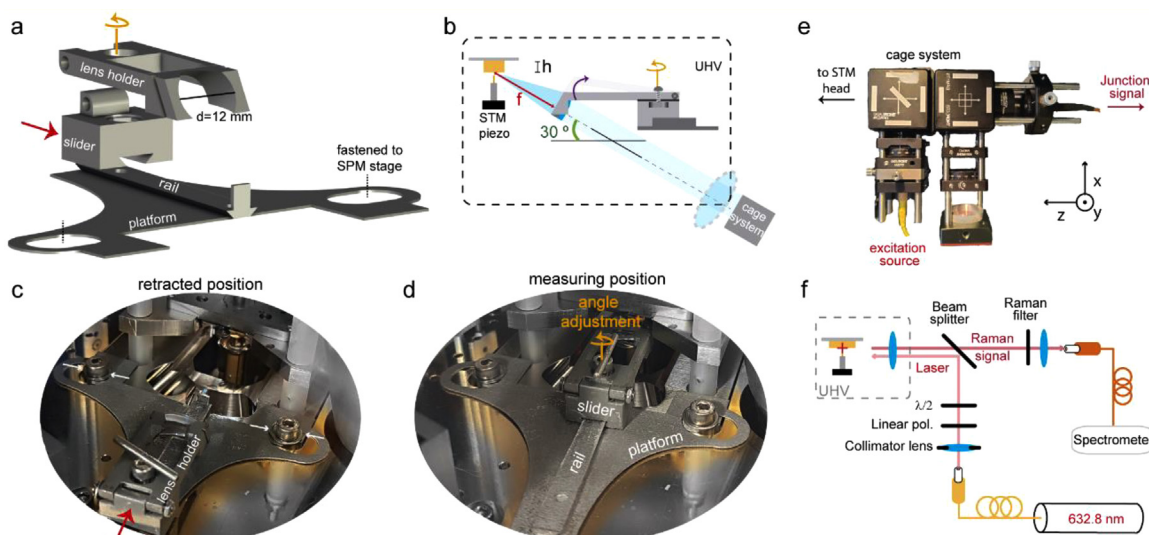 a
lens holder
d=12 mm
slider
fastened to
SPM stage
rail
platform
b
h
UHV
f
STM
piezo
30 º
cage
system
c
retracted position
lens holder
d
measuring position
angle
adjustment
slider
platform
rail
e
cage system
to STM
head
Junction
signal
x
z
y
excitation
source
f
Beam
splitter
Raman
filter
Raman
signal
Laser
UHV
λ/2
Linear pol.
Collimator lens
Spectromete
632.8 nm